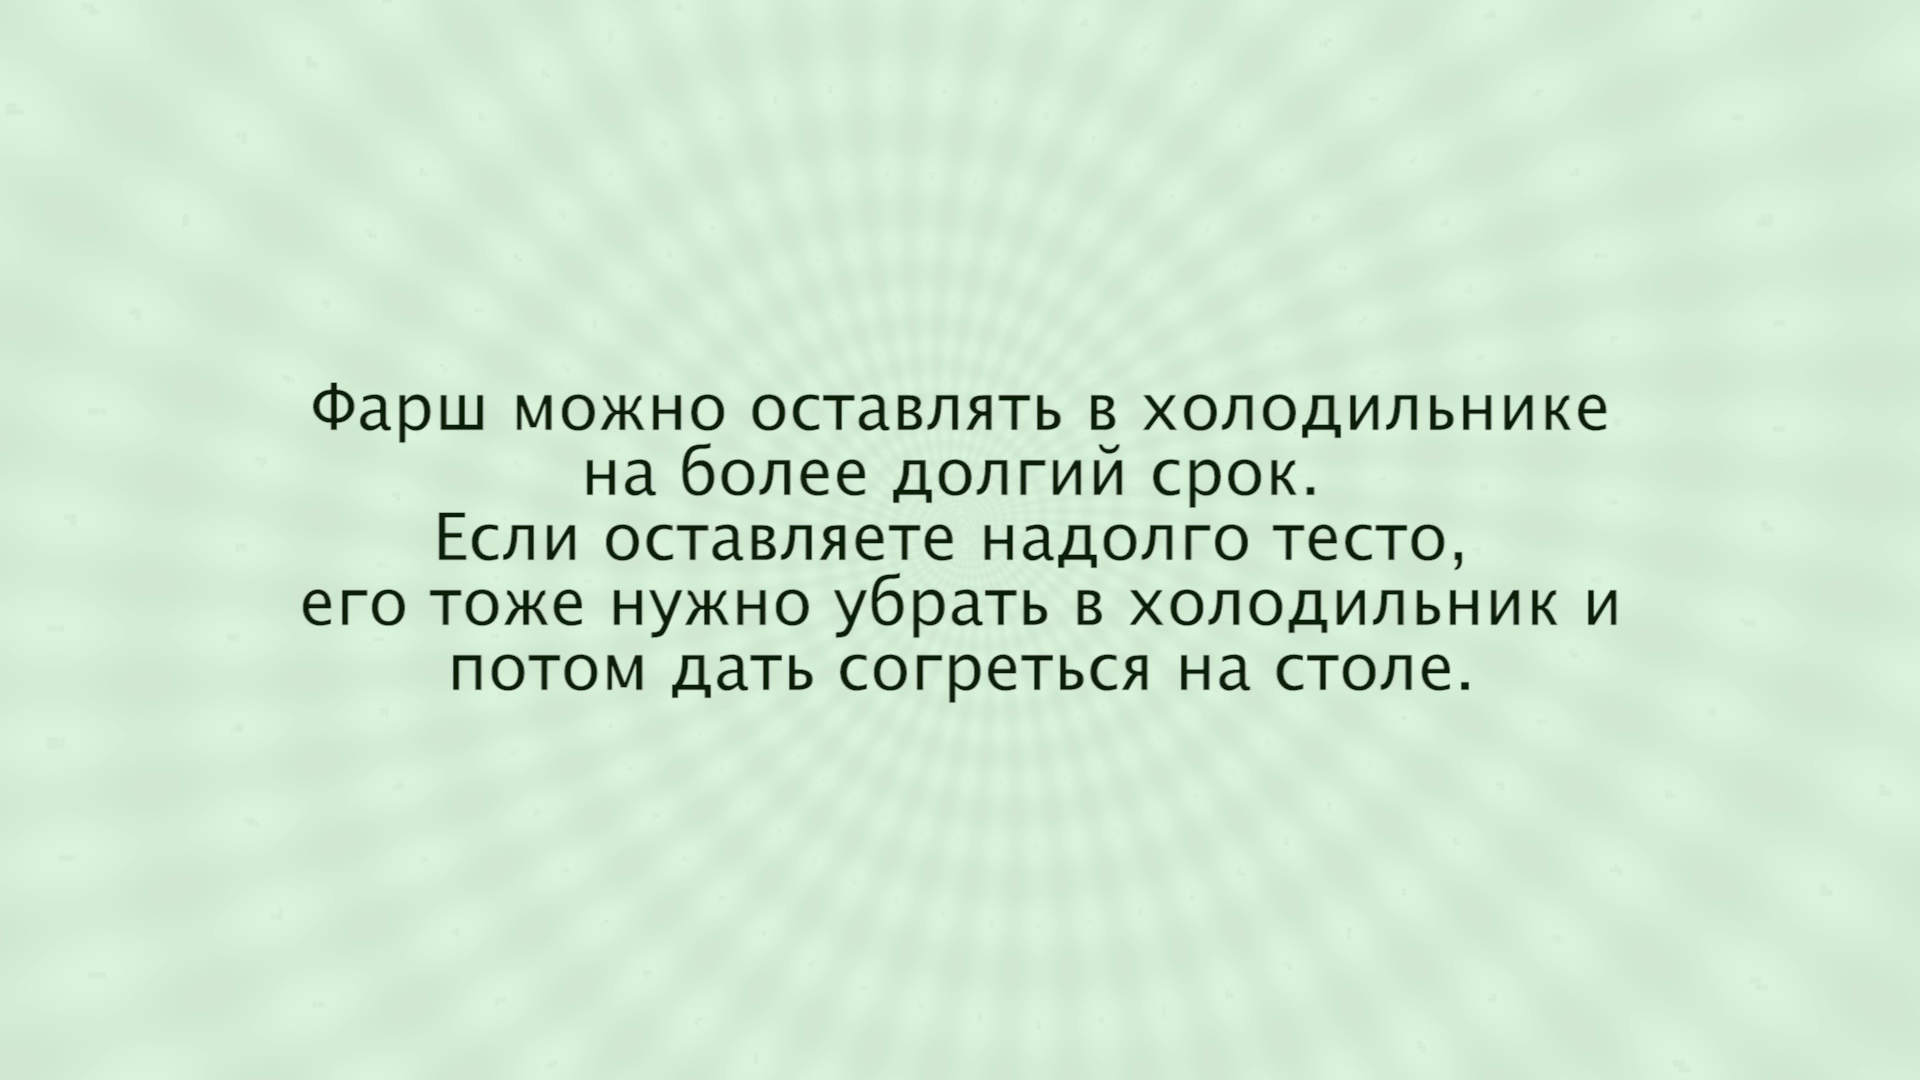 Фарш можно оставлять в холодильнике
на более долгий срок.
Если оставляете надолго тесто,
его тоже нужно убрать в холодильник и
потом дать согреться на столе.